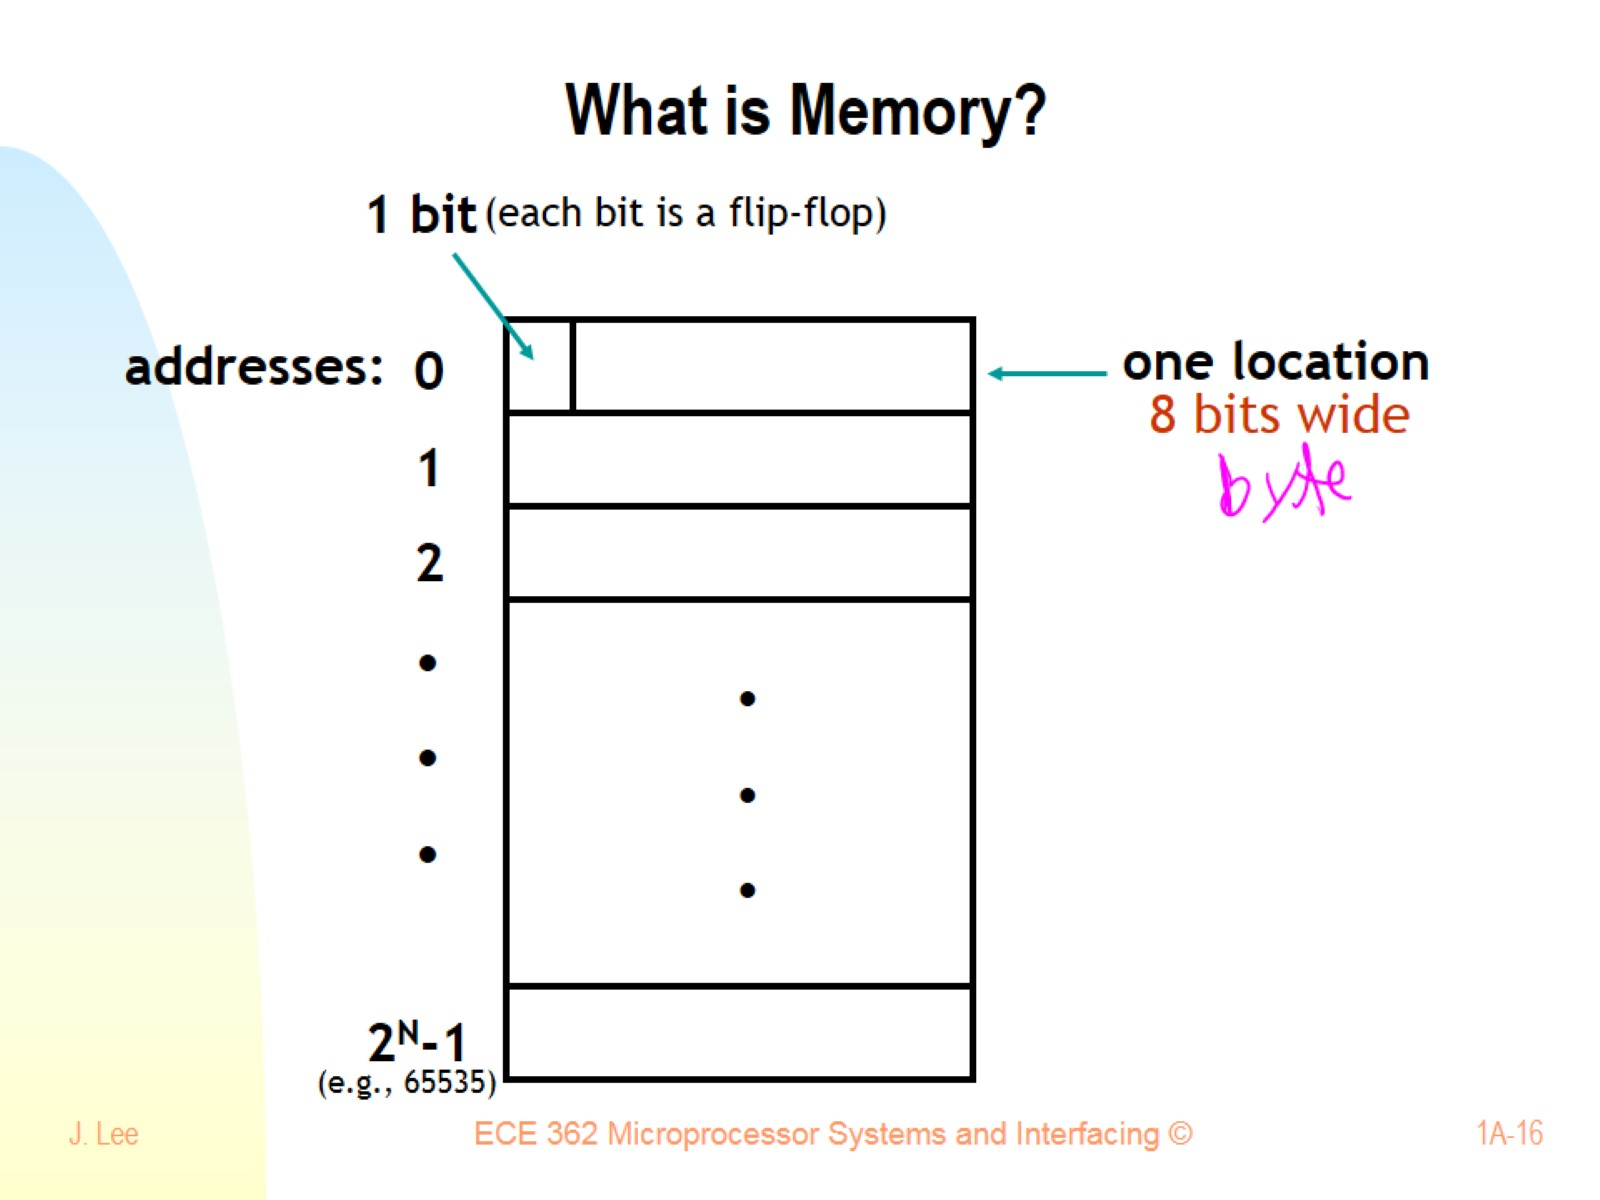 What is Memory?
1 bit (each bit is a flip-flop)
addresses: 0
one location
8 bits wide
byte
1
2
2ᴺ-1
(e.g., 65535)
J. Lee
ECE 362 Microprocessor Systems and Interfacing ©
1A-16